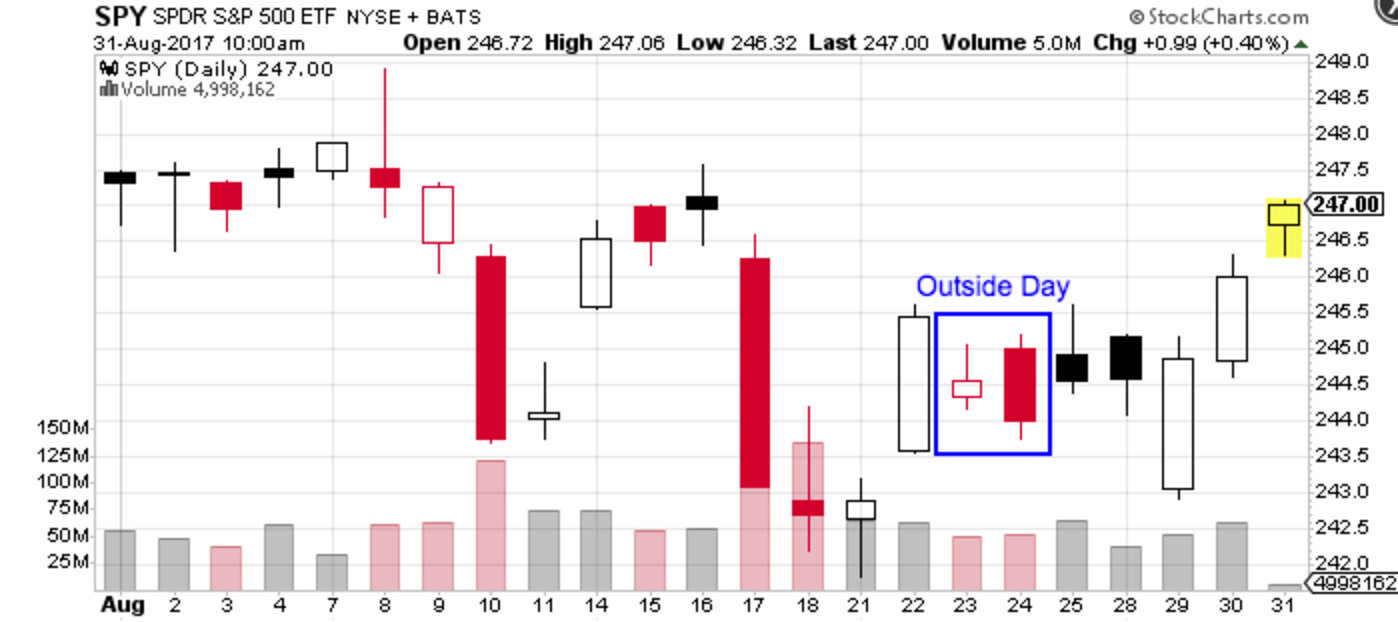 SPY SPDR S&P 500 ETF NYSE + BATS © StockCharts.com
31-Aug-2017 10:00am Open 246.72 High 247.06 Low 246.32 Last 247.00 Volume 5.0M Chg +0.99 (+0.40%)
SPY (Daily) 247.00
Volume 4,998,162
249.0
248.5
248.0
247.5
247.00
246.5
Outside Day
246.0
245.5
245.0
244.5
244.0
150M
243.5
125M
243.0
100M
75M
242.5
50M
242.0
25M
4998162
Aug 2 3 4 7 8 9 10 11 14 15 16 17 18 21 22 23 24 25 28 29 30 31